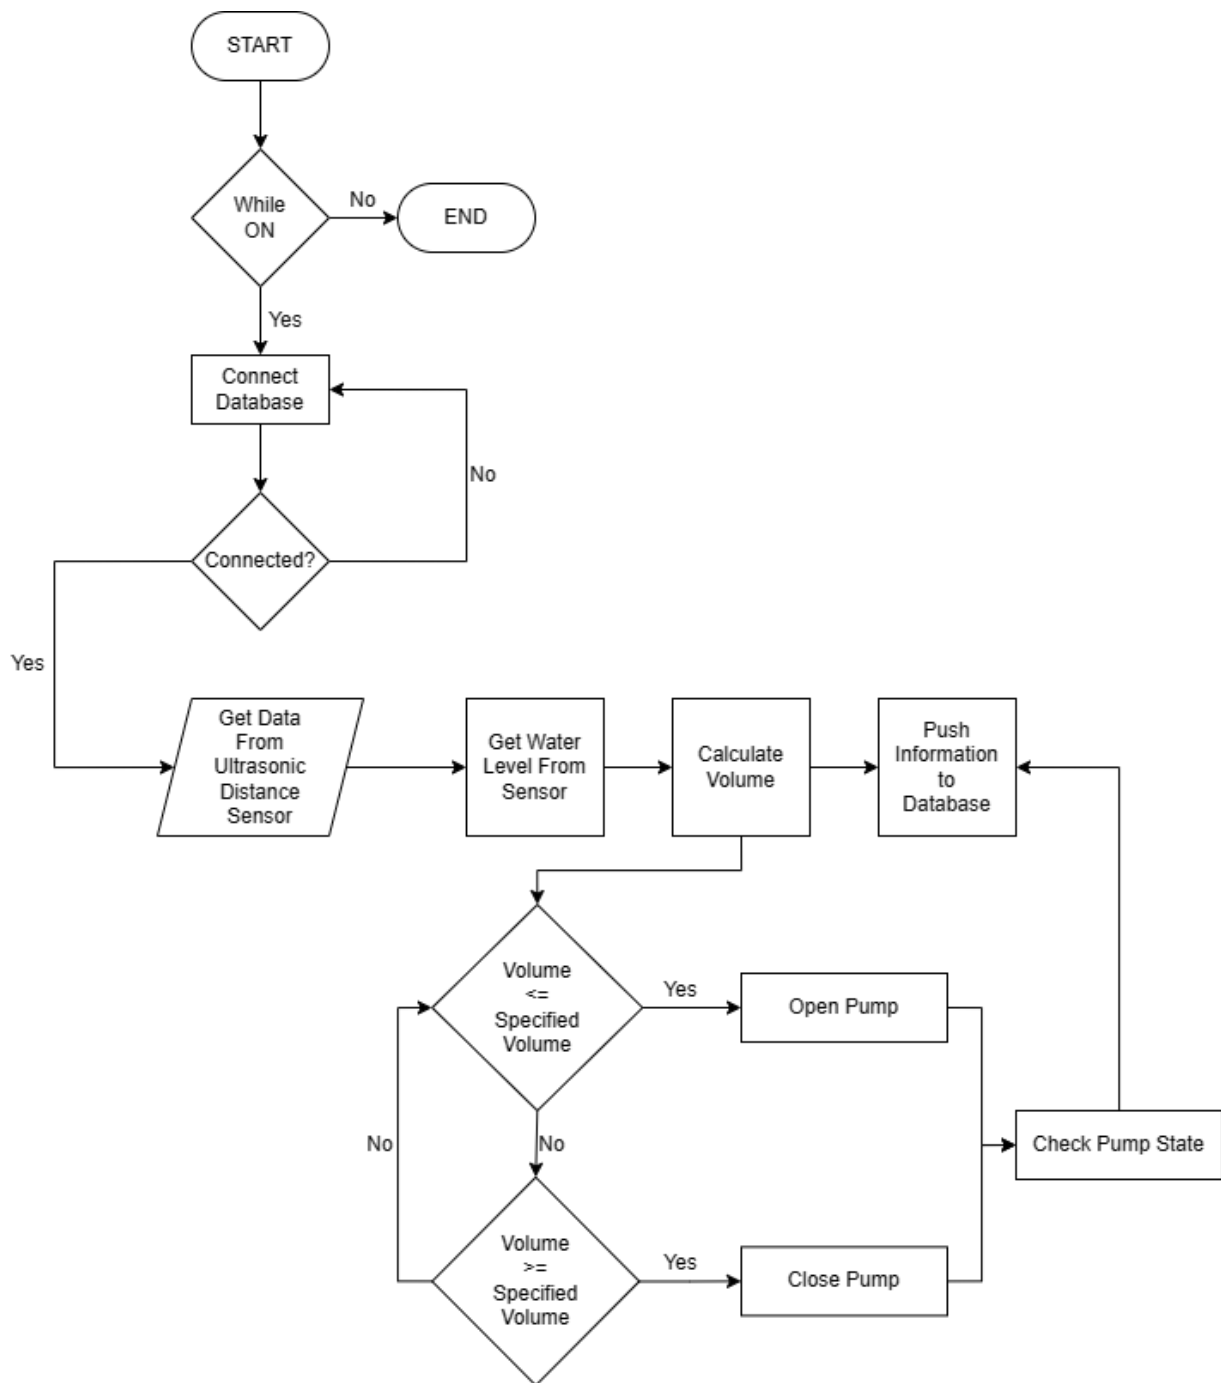 START
While
ON
No
END
Yes
Connect
Database
No
Connected?
Yes
Get Data
From
Ultrasonic
Distance
Sensor
Get Water
Level From
Sensor
Calculate
Volume
Push
Information
to
Database
Volume
<=
Specified
Volume
Yes
Open Pump
No
No
Check Pump State
Volume
>=
Specified
Volume
Yes
Close Pump